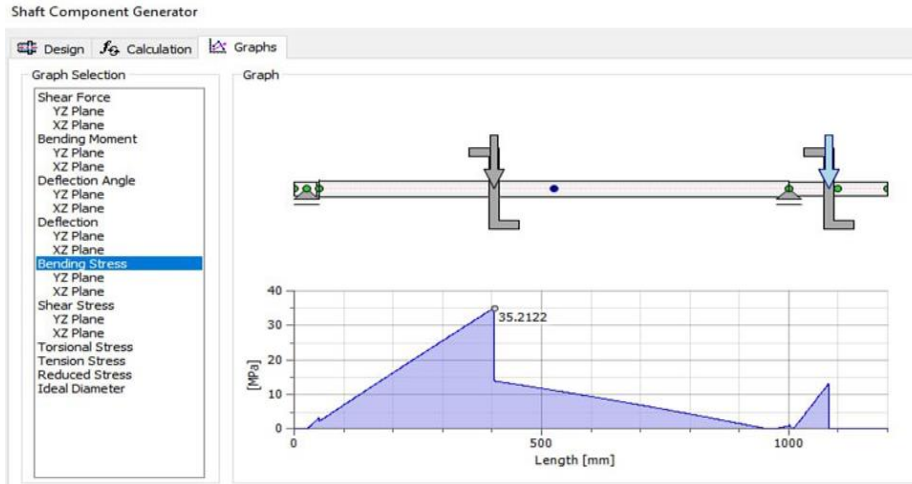 Shaft Component Generator
Design Calculation Graphs
Graph Selection
Shear Force
YZ Plane
XZ Plane
Bending Moment
YZ Plane
XZ Plane
Deflection Angle
YZ Plane
XZ Plane
Deflection
YZ Plane
XZ Plane
Bending Stress
YZ Plane
XZ Plane
Shear Stress
YZ Plane
XZ Plane
Torsional Stress
Tension Stress
Reduced Stress
Ideal Diameter
Graph
40
30
20
10
0
[MPa]
35.2122
0 500 1000
Length [mm]